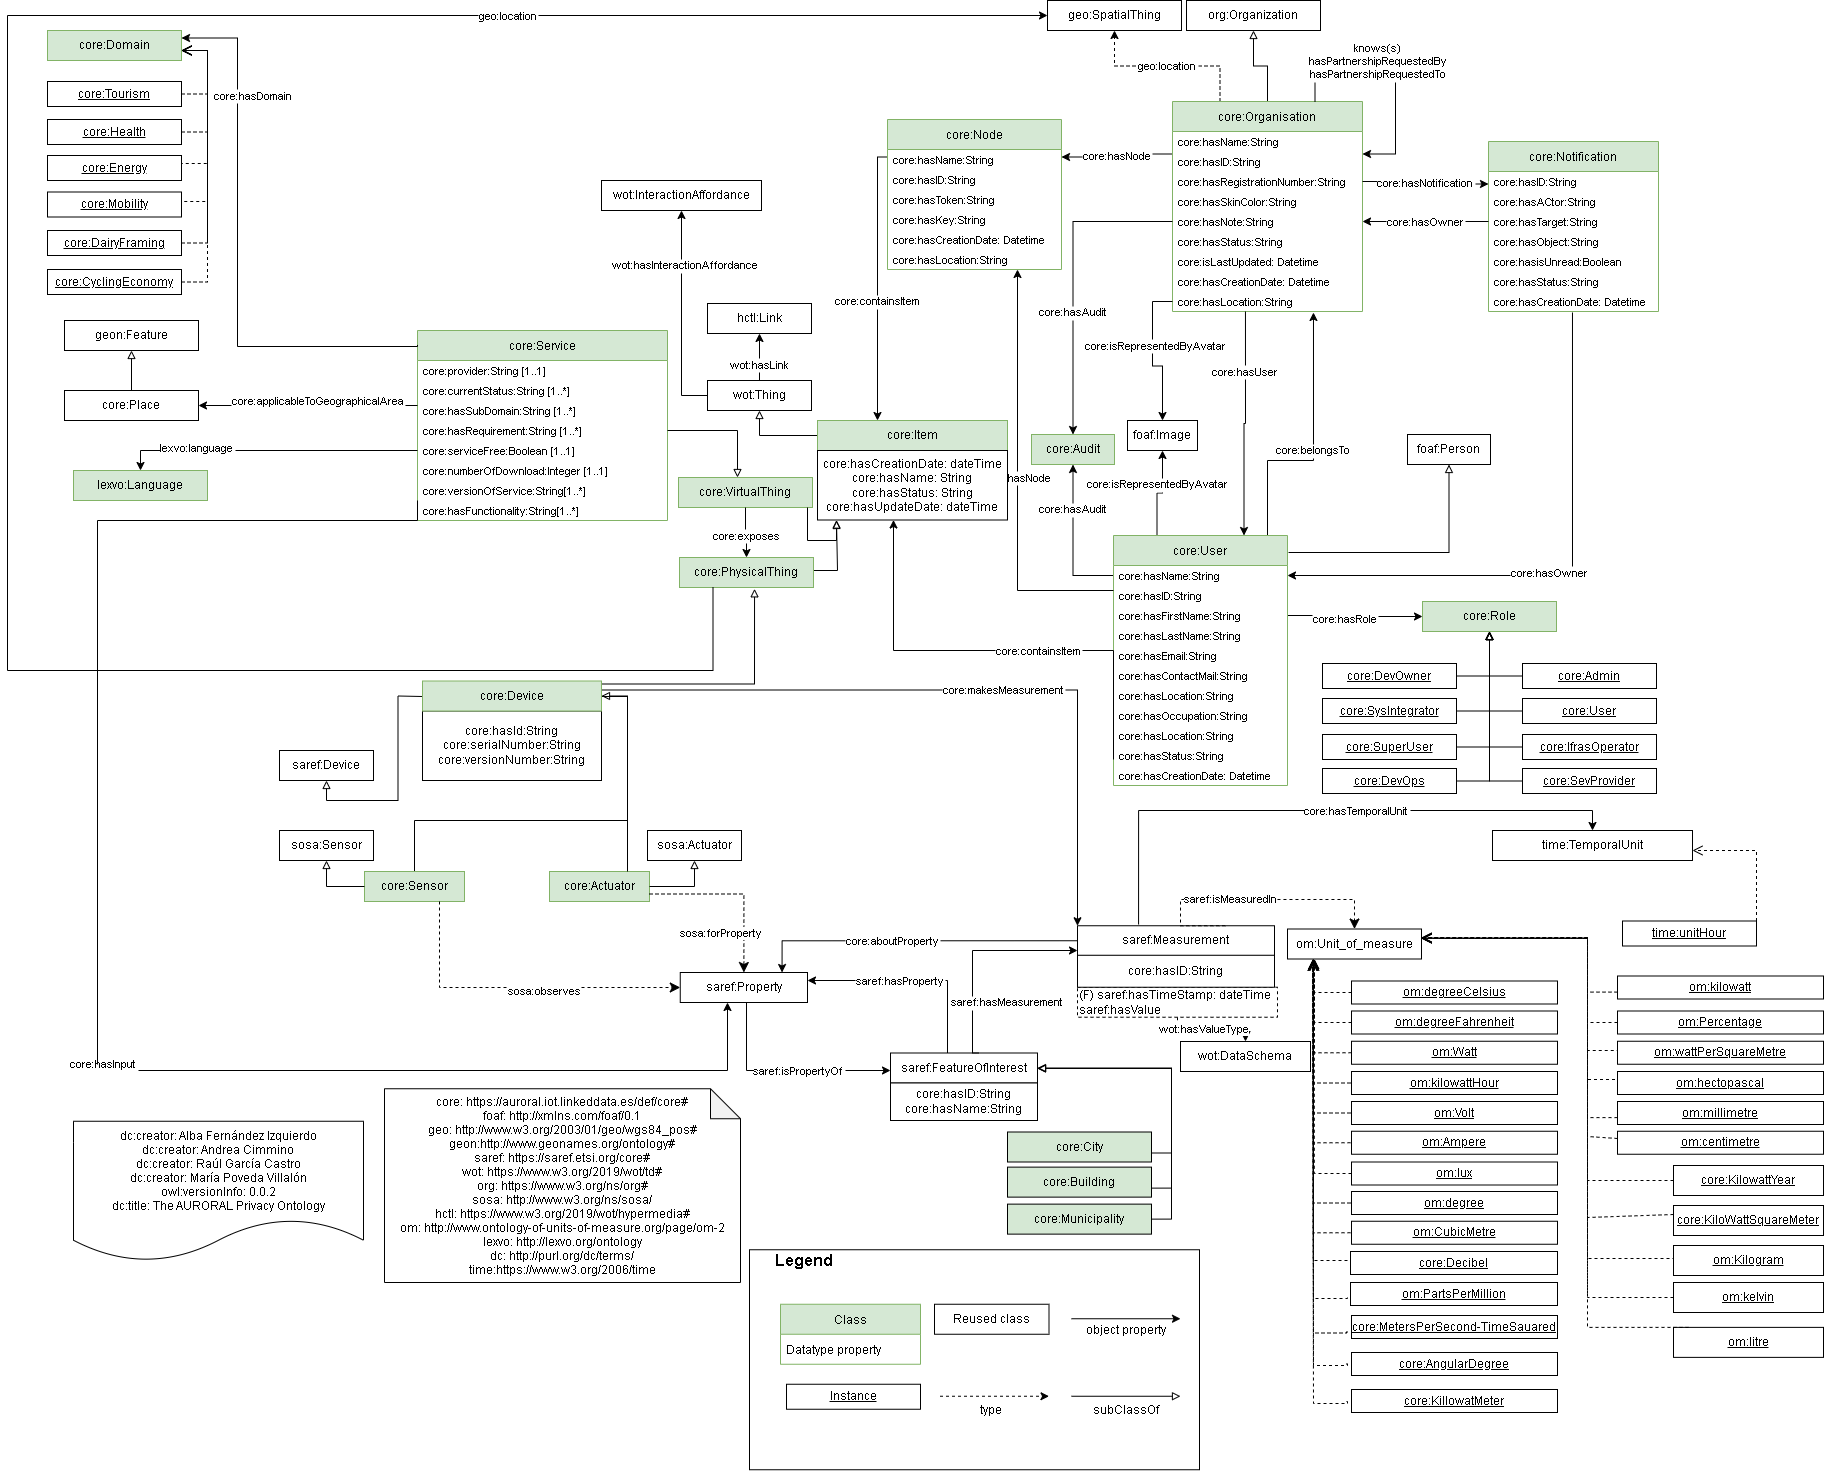 geo:location
geo:SpatialThing
org:Organization
core:Domain
core:hasDomain
core:Tourism
core:Health
core:Energy
core:Mobility
core:DairyFraming
core:CyclingEconomy
geo:location
knows(s)
hasPartnershipRequestedBy
hasPartnershipRequestedTo
core:Organisation
core:hasName:String
core:hasID:String
core:hasRegistrationNumber:String
core:hasSkinColor:String
core:hasNote:String
core:hasStatus:String
core:isLastUpdated: Datetime
core:hasCreationDate: Datetime
core:hasLocation:String
core:Node
core:hasName:String
core:hasID:String
core:hasToken:String
core:hasKey:String
core:hasCreationDate: Datetime
core:hasLocation:String
core:hasNode
core:hasNotification
core:hasOwner
core:Notification
core:hasID:String
core:hasACtor:String
core:hasTarget:String
core:hasObject:String
core:hasisUnread:Boolean
core:hasStatus:String
core:hasCreationDate: Datetime
wot:InteractionAffordance
wot:hasInteractionAffordance
core:containsItem
hctl:Link
wot:hasLink
wot:Thing
core:hasAudit
core:isRepresentedByAvatar
core:hasUser
geon:Feature
core:Place
core:applicableToGeographicalArea
lexvo:language
lexvo:Language
core:Service
core:provider:String [1..1]
core:currentStatus:String [1..*]
core:hasSubDomain:String [1..*]
core:hasRequirement:String [1..*]
core:serviceFree:Boolean [1..1]
core:numberOfDownload:Integer [1..1]
core:versionOfService:String[1..*]
core:hasFunctionality:String[1..*]
core:Item
core:hasCreationDate: dateTime
core:hasName: String
core:hasStatus: String
core:hasUpdateDate: dateTime
hasNode
core:Audit
foaf:Image
core:belongsTo
foaf:Person
core:isRepresentedByAvatar
core:hasAudit
core:VirtualThing
core:exposes
core:PhysicalThing
core:User
core:hasName:String
core:hasID:String
core:hasFirstName:String
core:hasLastName:String
core:hasEmail:String
core:hasContactMail:String
core:hasLocation:String
core:hasOccupation:String
core:hasLocation:String
core:hasStatus:String
core:hasCreationDate: Datetime
core:hasOwner
core:hasRole
core:Role
core:containsItem
core:DevOwner
core:Admin
core:SysIntegrator
core:User
core:SuperUser
core:IfrasOperator
core:DevOps
core:SevProvider
core:Device
core:hasId:String
core:serialNumber:String
core:versionNumber:String
core:makesMeasurement
saref:Device
sosa:Sensor
sosa:Actuator
core:Sensor
core:Actuator
core:hasTemporalUnit
time:TemporalUnit
time:unitHour
sosa:forProperty
sosa:observes
core:aboutProperty
saref:Property
saref:hasProperty
saref:hasMeasurement
saref:isMeasuredIn
saref:Measurement
core:hasID:String
(F) saref:hasTimeStamp: dateTime
saref:hasValue
wot:hasValueType,
wot:DataSchema
om:Unit_of_measure
core:hasInput
saref:isPropertyOf
saref:FeatureOfInterest
core:hasID:String
core:hasName:String
core:City
core:Building
core:Municipality
om:degreeCelsius
om:degreeFahrenheit
om:Watt
om:kilowattHour
om:Volt
om:Ampere
om:lux
om:degree
om:CubicMetre
core:Decibel
om:PartsPerMillion
core:MetersPerSecond-TimeSauared
core:AngularDegree
core:KillowatMeter
om:kilowatt
om:Percentage
om:wattPerSquareMetre
om:hectopascal
om:millimetre
om:centimetre
core:KilowattYear
core:KiloWattSquareMeter
om:Kilogram
om:kelvin
om:litre
dc:creator: Alba Fernández Izquierdo
dc:creator: Andrea Cimmino
dc:creator: Raúl García Castro
dc:creator: María Poveda Villalón
owl:versionInfo: 0.0.2
dc:title: The AURORAL Privacy Ontology
core: https://auroral.iot.linkeddata.es/def/core#
foaf: http://xmlns.com/foaf/0.1
geo: http://www.w3.org/2003/01/geo/wgs84_pos#
geon:http://www.geonames.org/ontology#
saref: https://saref.etsi.org/core#
wot: https://www.w3.org/2019/wot/td#
org: https://www.w3.org/ns/org#
sosa: http://www.w3.org/ns/sosa/
hctl: https://www.w3.org/2019/wot/hypermedia#
om: http://www.ontology-of-units-of-measure.org/page/om-2
lexvo: http://lexvo.org/ontology
dc: http://purl.org/dc/terms/
time:https://www.w3.org/2006/time
Legend
Class
Datatype property
Reused class
object property
Instance
type
subClassOf